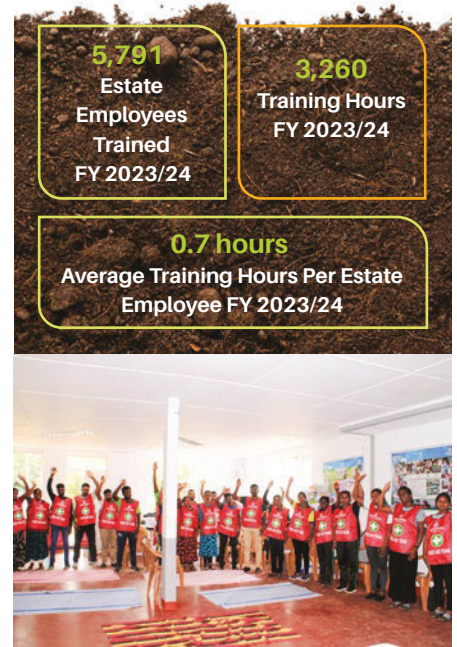 5,791
Estate
Employees
Trained
FY 2023/24
3,260
Training Hours
FY 2023/24
0.7 hours
Average Training Hours Per Estate
Employee FY 2023/24